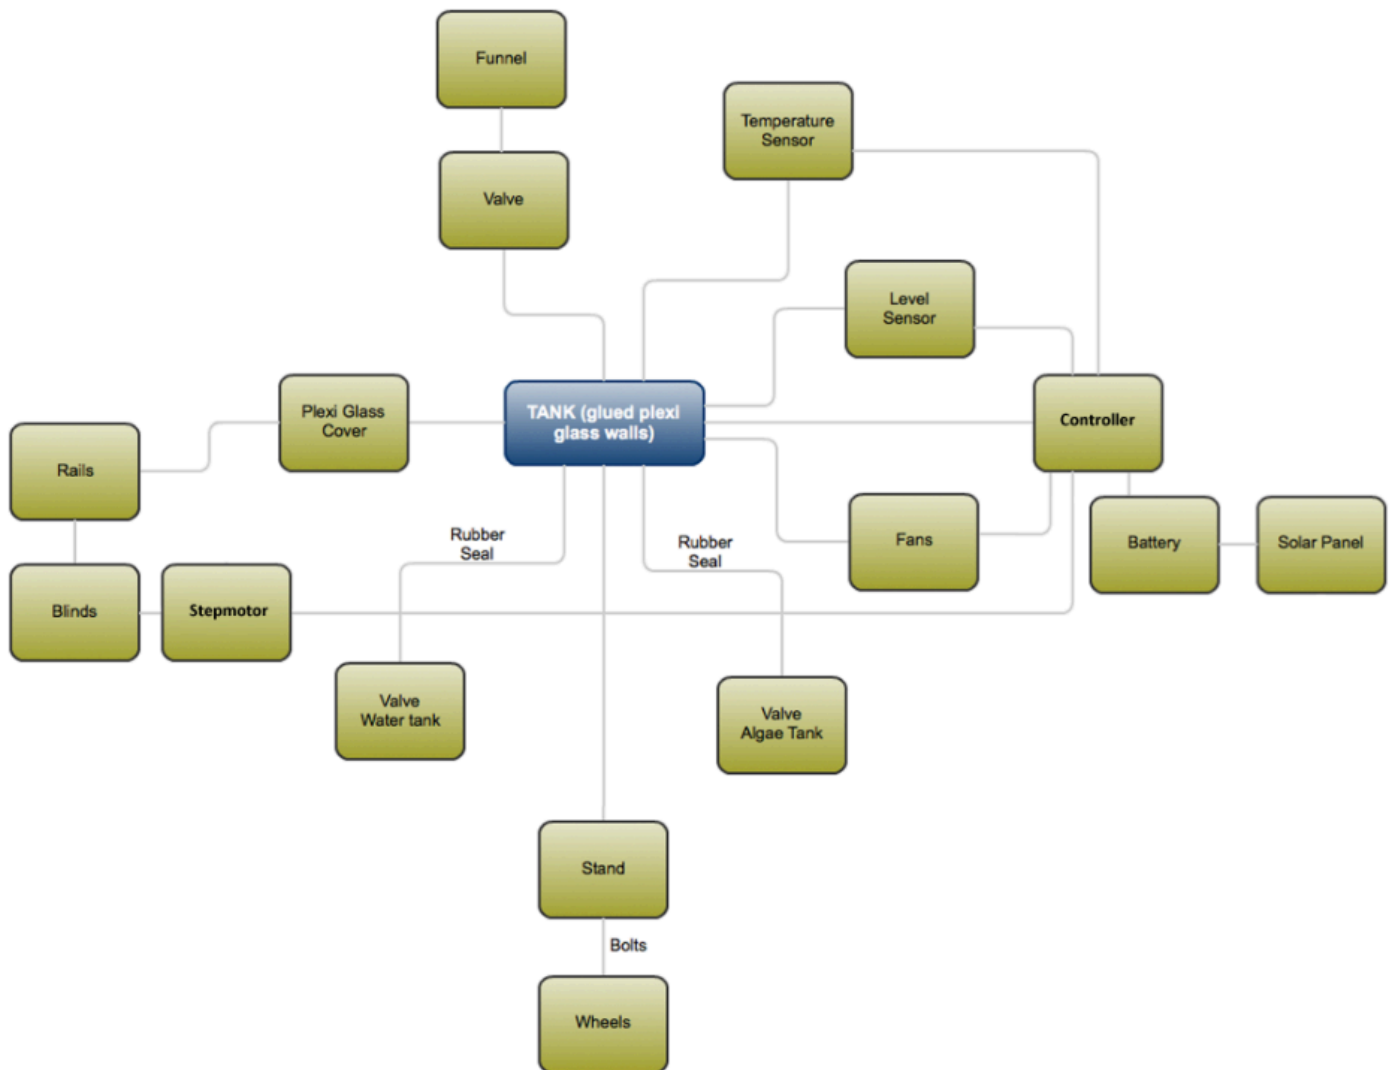 Funnel
Temperature
Sensor
Valve
Level
Sensor
Plexi Glass
Cover
TANK (glued plexi
glass walls)
Controller
Rails
Rubber
Seal
Rubber
Seal
Fans
Battery
Solar Panel
Blinds
Stepmotor
Valve
Water tank
Valve
Algae Tank
Stand
Bolts
Wheels